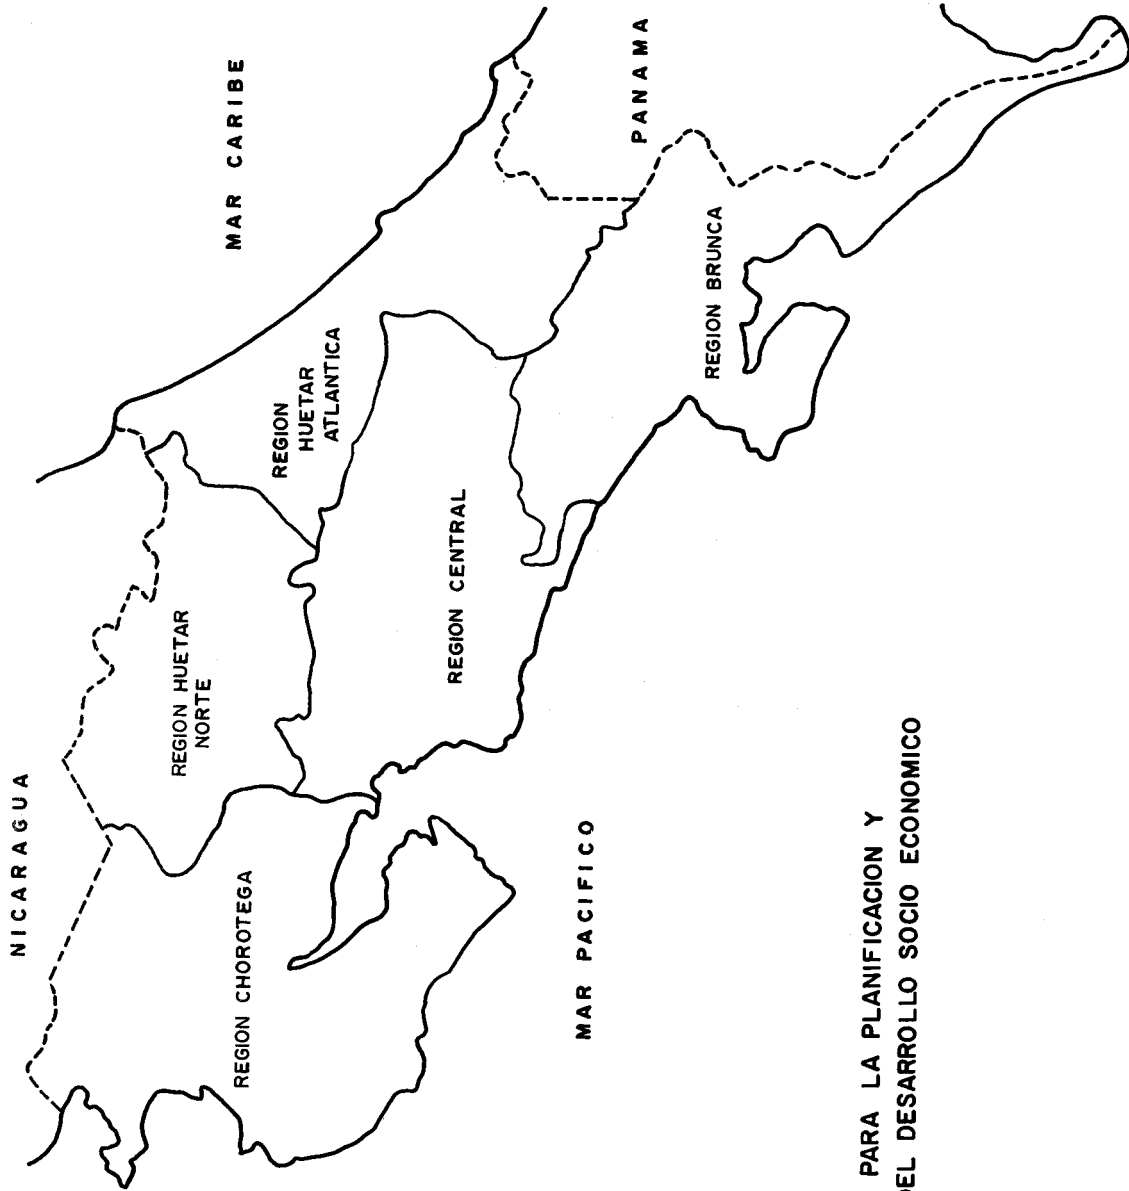 NICARAGUA
MAR CARIBE
PANAMA
REGION HUETAR
NORTE
REGION
HUETAR
ATLANTICA
REGION CHOROTEGA
REGION CENTRAL
REGION BRUNCA
MAR PACIFICO
PARA LA PLANIFICACION Y
DEL DESARROLLO SOCIO ECONOMICO